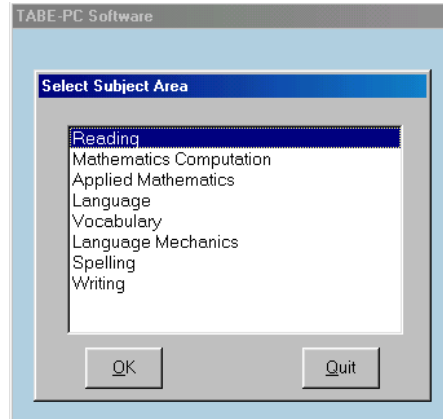 TABE-PC Software
Select Subject Area
Reading
Mathematics Computation
Applied Mathematics
Language
Vocabulary
Language Mechanics
Spelling
Writing
OK Quit